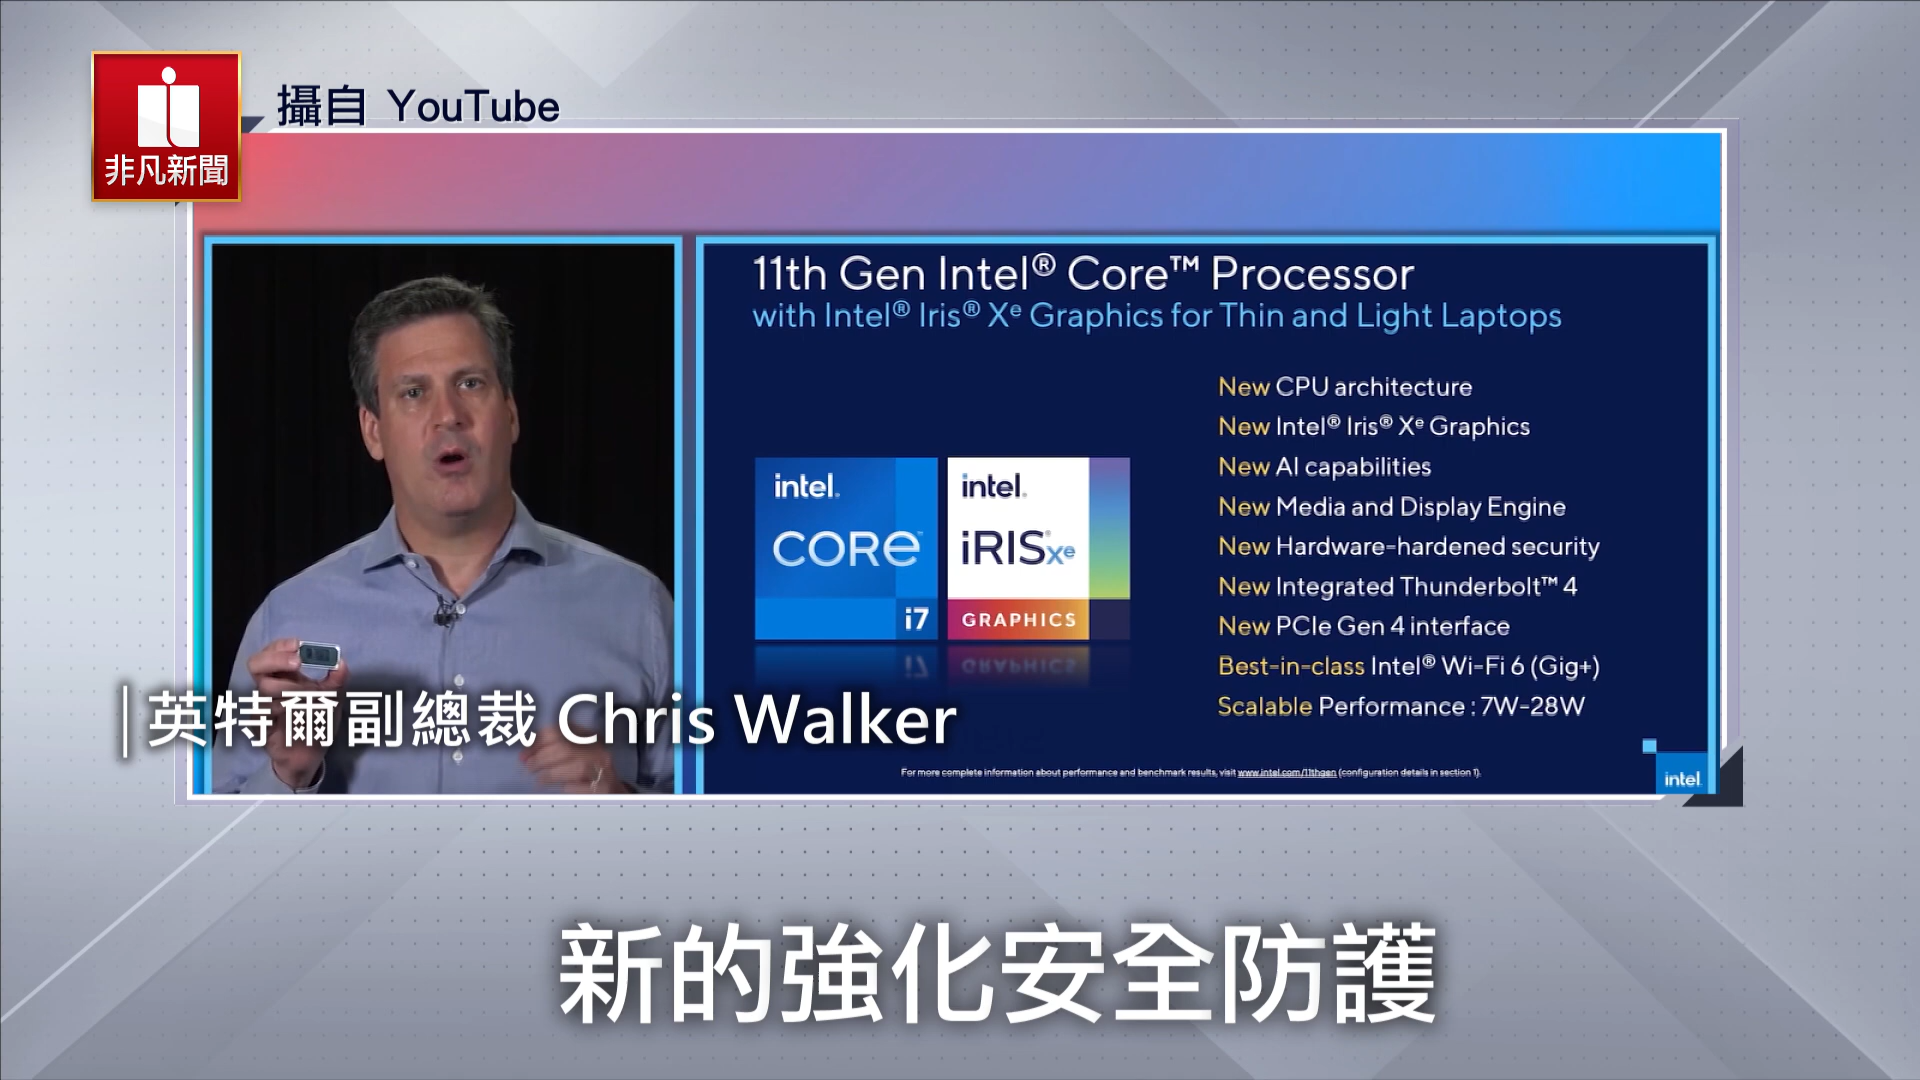 非凡新聞
攝自 YouTube
11th Gen Intel® Core™ Processor
with Intel® Iris® Xᵉ Graphics for Thin and Light Laptops
New CPU architecture
New Intel® Iris® Xᵉ Graphics
New AI capabilities
New Media and Display Engine
New Hardware-hardened security
New Integrated Thunderbolt™ 4
New PCIe Gen 4 interface
Best-in-class Intel® Wi-Fi 6 (Gig+)
Scalable Performance : 7W-28W
intel.
CORe™
i7
intel.
iRIS® Xe
GRAPHICS
英特爾副總裁 Chris Walker
For more complete information about performance and benchmark results, visit www.intel.com/11thgen (configuration details in section 1).
intel.
新的強化安全防護